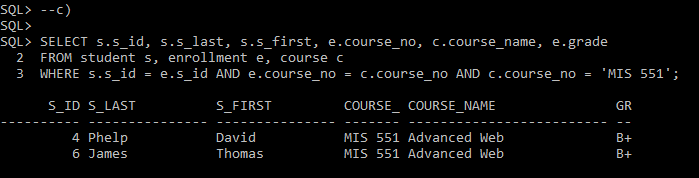 SQL> --c)
SQL>
SQL> SELECT s.s_id, s.s_last, s.s_first, e.course_no, c.course_name, e.grade
  2  FROM student s, enrollment e, course c
  3  WHERE s.s_id = e.s_id AND e.course_no = c.course_no AND c.course_no = 'MIS 551';

      S_ID S_LAST          S_FIRST         COURSE_ COURSE_NAME               GR
---------- --------------- --------------- ------- ------------------------- --
         4 Phelp           David           MIS 551 Advanced Web              B+
         6 James           Thomas          MIS 551 Advanced Web              B+